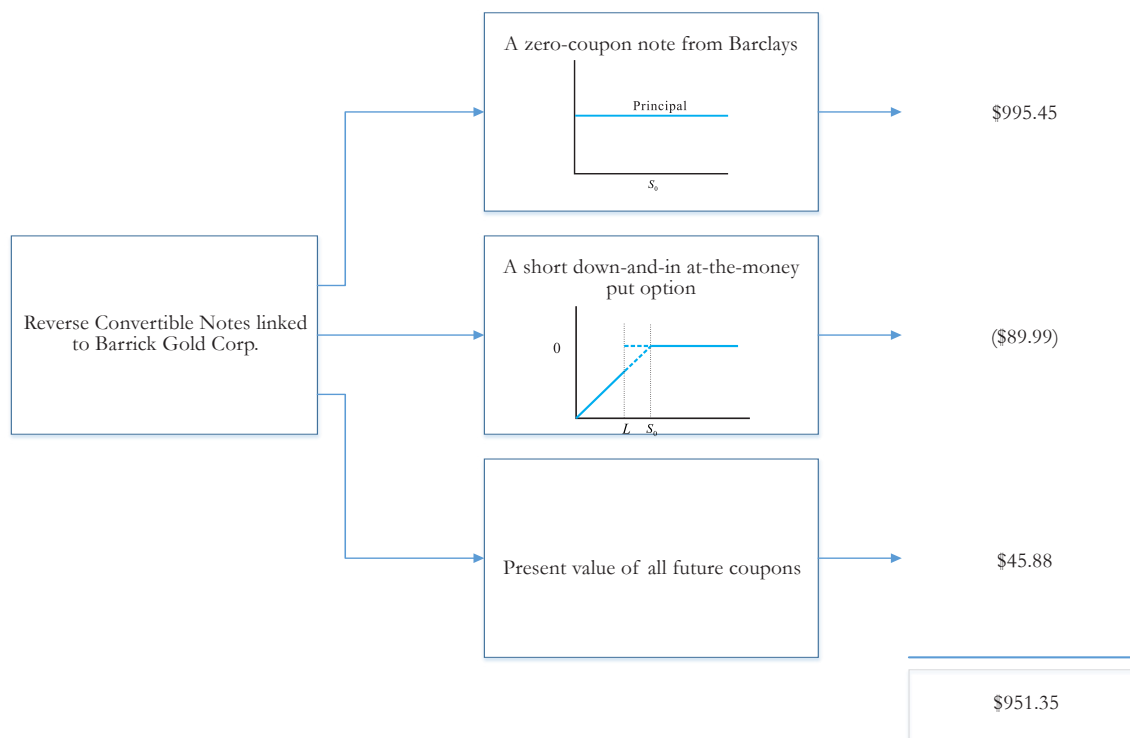 A zero-coupon note from Barclays
Principal
S₀
$995.45
Reverse Convertible Notes linked
to Barrick Gold Corp.
A short down-and-in at-the-money
put option
0
L S₀
($89.99)
Present value of all future coupons
$45.88
$951.35